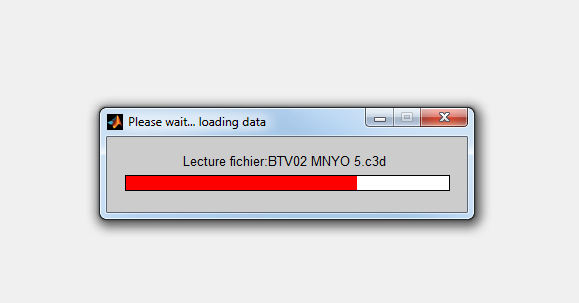 Please wait... loading data
Lecture fichier:BTV02 MNYO 5.c3d